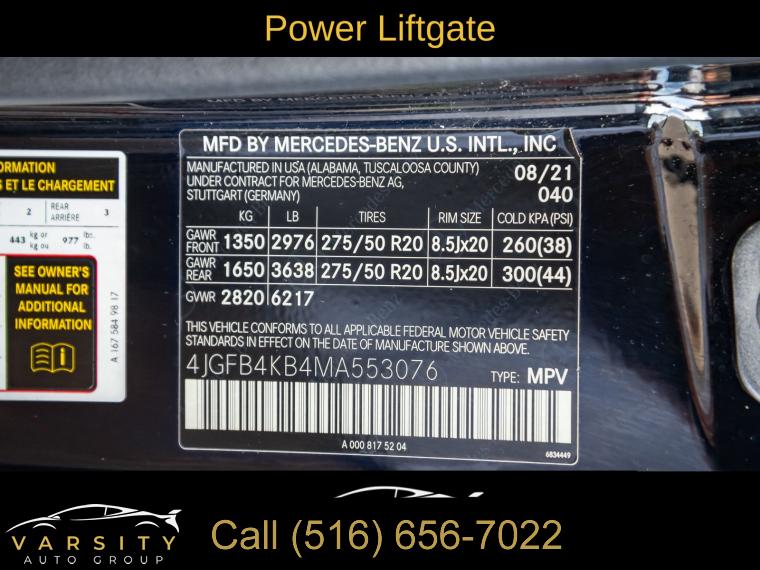 Power Liftgate
ORMATION
S ET LE CHARGEMENT
2 REAR ARRIÈRE 3
443 kg or kg ou 977 lbs. lb.
SEE OWNER'S
MANUAL FOR
ADDITIONAL
INFORMATION
A 167 584 98 17
MFD BY MERCEDES-BENZ U.S. INTL., INC
MANUFACTURED IN USA (ALABAMA, TUSCALOOSA COUNTY) 08/21
UNDER CONTRACT FOR MERCEDES-BENZ AG,
STUTTGART (GERMANY) 040
KG LB TIRES RIM SIZE COLD KPA (PSI)
GAWR FRONT 1350 2976 275/50 R20 8.5Jx20 260(38)
GAWR REAR 1650 3638 275/50 R20 8.5Jx20 300(44)
GVWR 2820 6217
THIS VEHICLE CONFORMS TO ALL APPLICABLE FEDERAL MOTOR VEHICLE SAFETY
STANDARDS IN EFFECT ON THE DATE OF MANUFACTURE SHOWN ABOVE.
4JGFB4KB4MA553076 TYPE: MPV
A 000 817 52 04
6834449
VARSITY
AUTO GROUP
Call (516) 656-7022